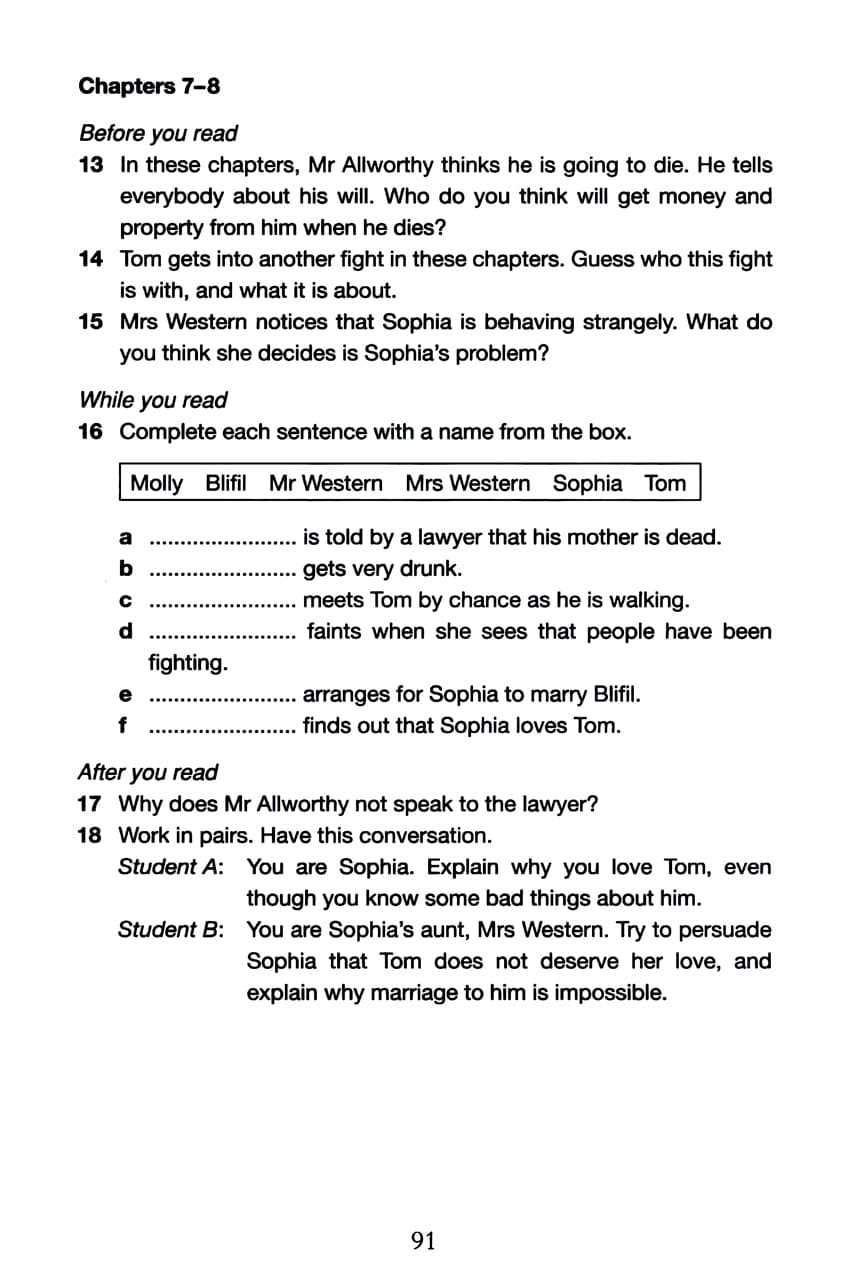 Chapters 7–8
Before you read
13 In these chapters, Mr Allworthy thinks he is going to die. He tells
everybody about his will. Who do you think will get money and
property from him when he dies?
14 Tom gets into another fight in these chapters. Guess who this fight
is with, and what it is about.
15 Mrs Western notices that Sophia is behaving strangely. What do
you think she decides is Sophia's problem?
While you read
16 Complete each sentence with a name from the box.
Molly Blifil Mr Western Mrs Western Sophia Tom
a ........................ is told by a lawyer that his mother is dead.
b ........................ gets very drunk.
c ........................ meets Tom by chance as he is walking.
d ........................ faints when she sees that people have been
fighting.
e ........................ arranges for Sophia to marry Blifil.
f ........................ finds out that Sophia loves Tom.
After you read
17 Why does Mr Allworthy not speak to the lawyer?
18 Work in pairs. Have this conversation.
Student A: You are Sophia. Explain why you love Tom, even
though you know some bad things about him.
Student B: You are Sophia's aunt, Mrs Western. Try to persuade
Sophia that Tom does not deserve her love, and
explain why marriage to him is impossible.
91